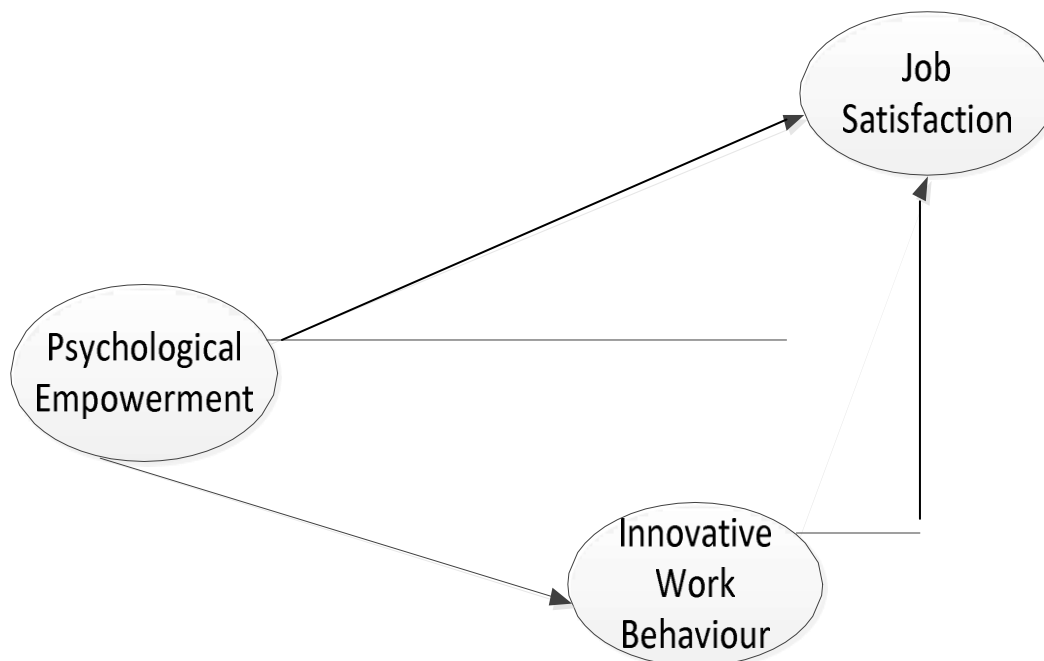 Job
Satisfaction
Psychological
Empowerment
Innovative
Work
Behaviour